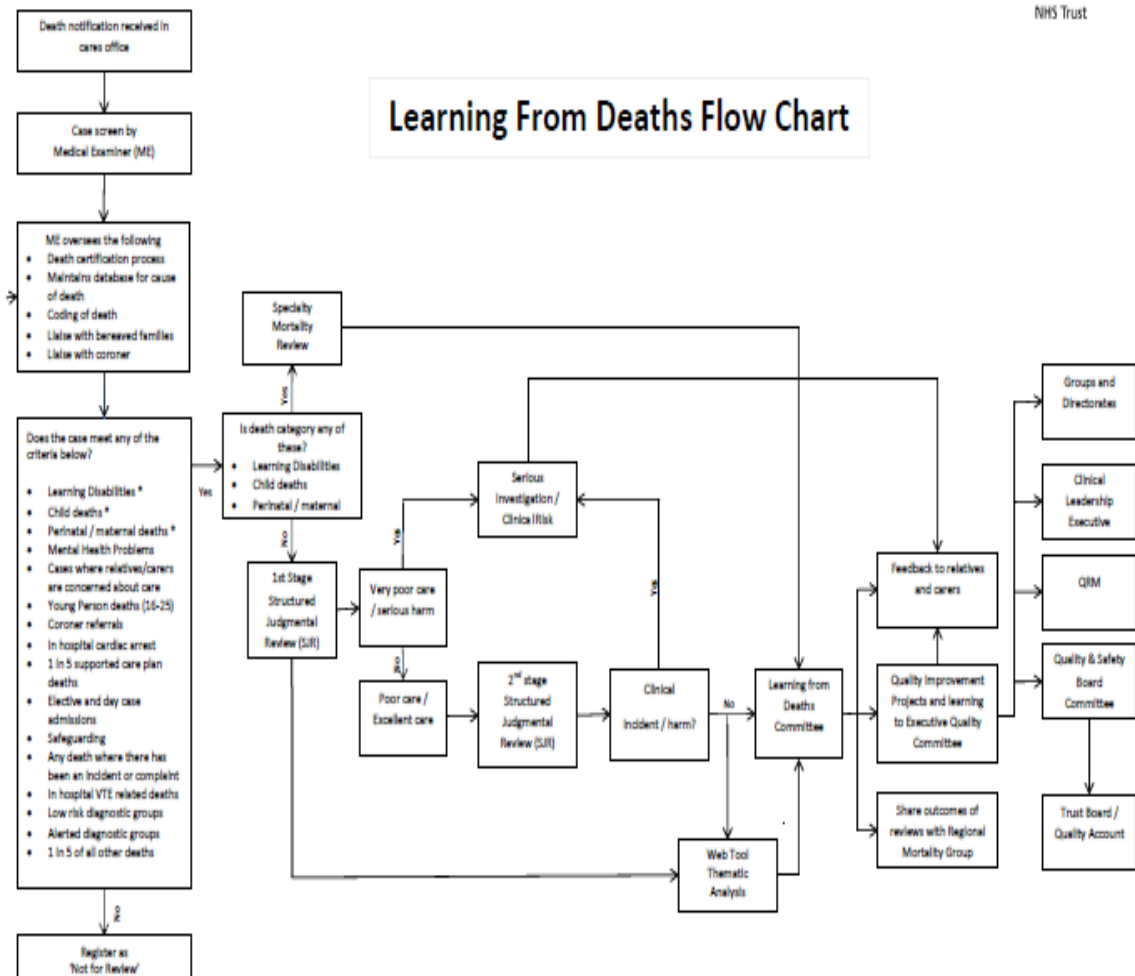 NHS Trust
Learning From Deaths Flow Chart
Death notification received in
cares office
Case screen by
Medical Examiner (ME)
ME oversees the following
• Death certification process
• Maintains database for cause
of death
• Coding of death
• Liaise with bereaved families
• Liaise with coroner
Does the case meet any of the
criteria below?
• Learning Disabilities *
• Child deaths *
• Perinatal / maternal deaths *
• Mental Health Problems
• Cases where relatives/carers
are concerned about care
• Young Person deaths (16-25)
• Coroner referrals
• In hospital cardiac arrest
• 1 in 5 supported care plan
deaths
• Elective and day case
admissions
• Safeguarding
• Any death where there has
been an incident or complaint
• In hospital VTE related deaths
• Low risk diagnostic groups
• Alerted diagnostic groups
• 1 in 5 of all other deaths
No
Register as
'Not for Review'
Yes
Specialty
Mortality
Review
Yes
Is death category any of
these?
• Learning Disabilities
• Child deaths
• Perinatal / maternal
No
1st Stage
Structured
Judgmental
Review (SJR)
Yes
Very poor care
/ serious harm
No
Poor care /
Excellent care
Serious
Investigation /
Clinical Risk
2nd stage
Structured
Judgmental
Review (SJR)
Yes
Clinical
Incident / harm?
No
Web Tool
Thematic
Analysis
Learning from
Deaths
Committee
Feedback to relatives
and carers
Quality Improvement
Projects and learning
to Executive Quality
Committee
Share outcomes of
reviews with Regional
Mortality Group
Groups and
Directorates
Clinical
Leadership
Executive
QRM
Quality & Safety
Board
Committee
Trust Board /
Quality Account